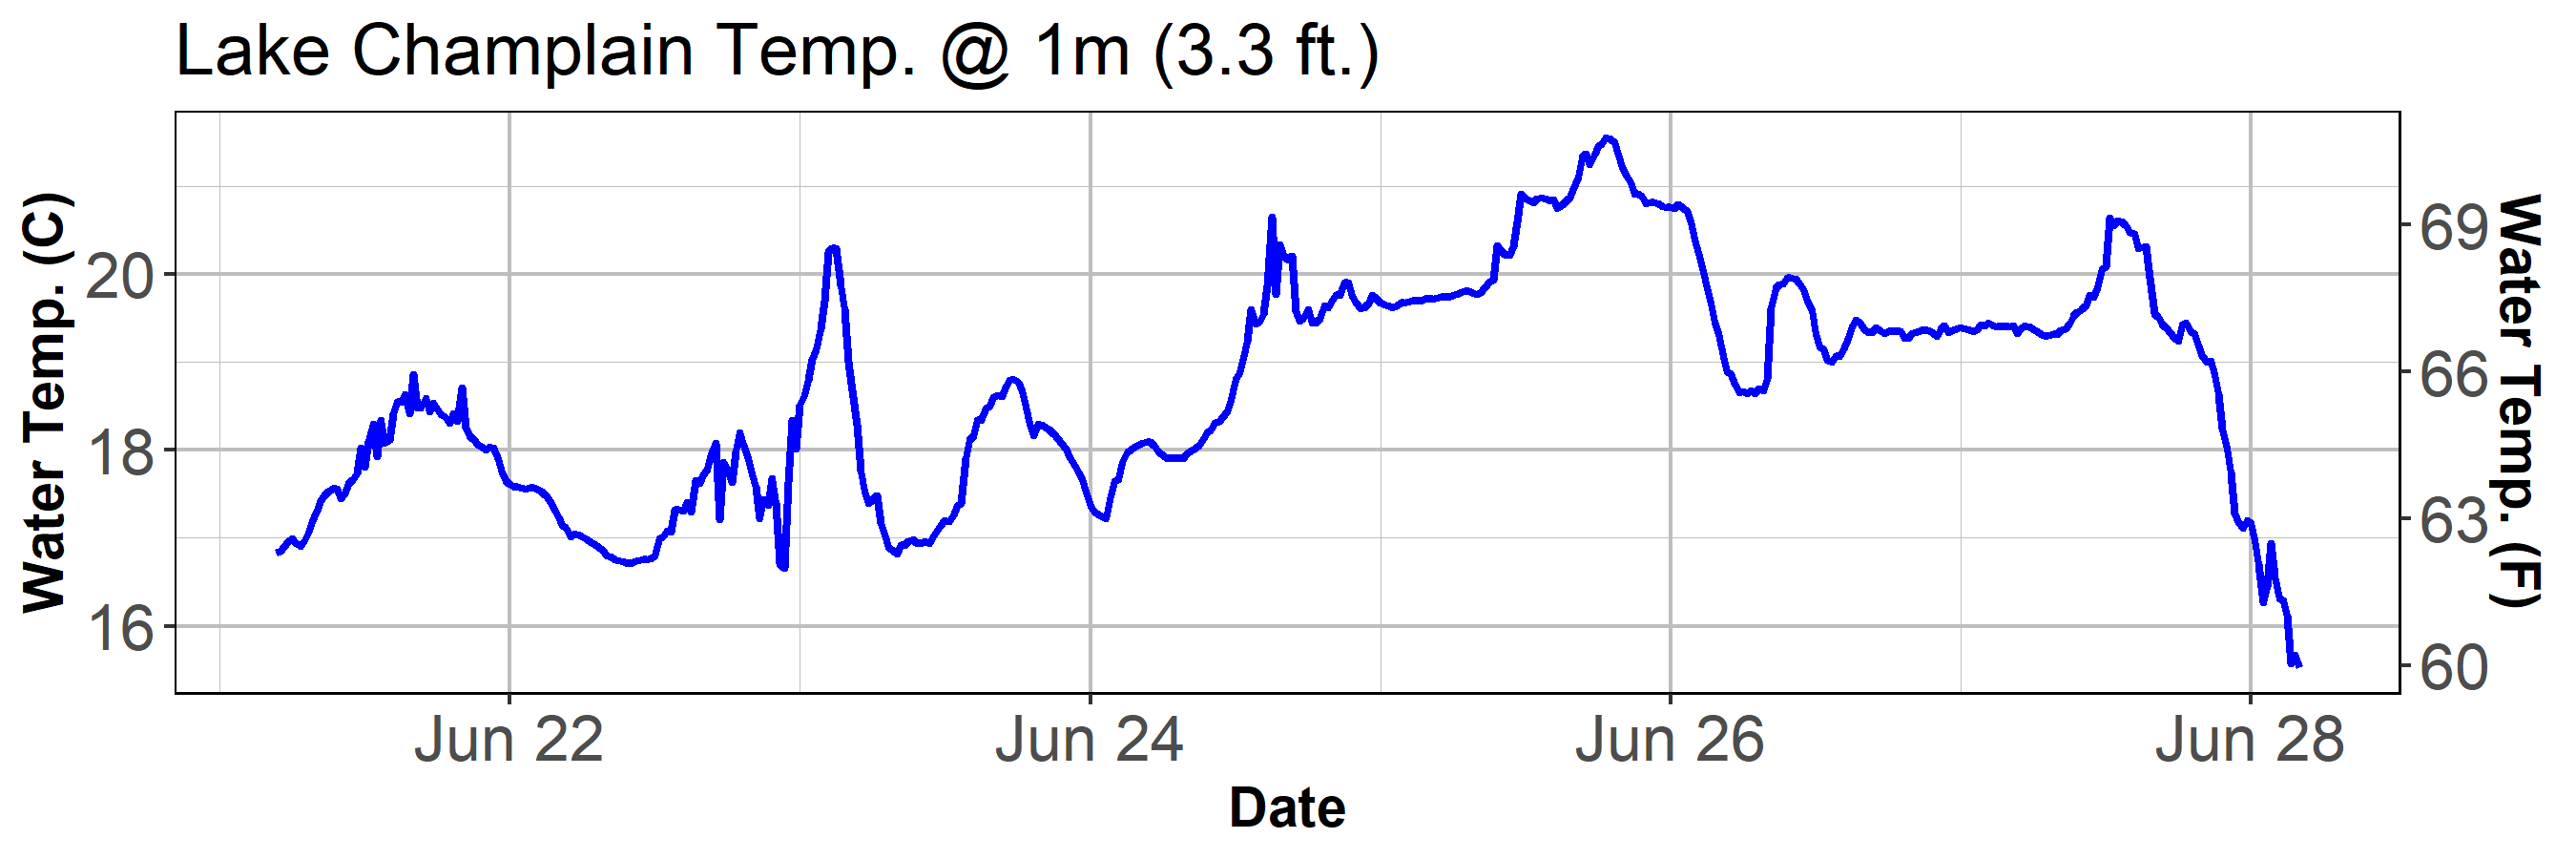 Lake Champlain Temp. @ 1m (3.3 ft.)
Water Temp. (C)
20
18
16
69
66
63
60
Water Temp. (F)
Jun 22
Jun 24
Jun 26
Jun 28
Date